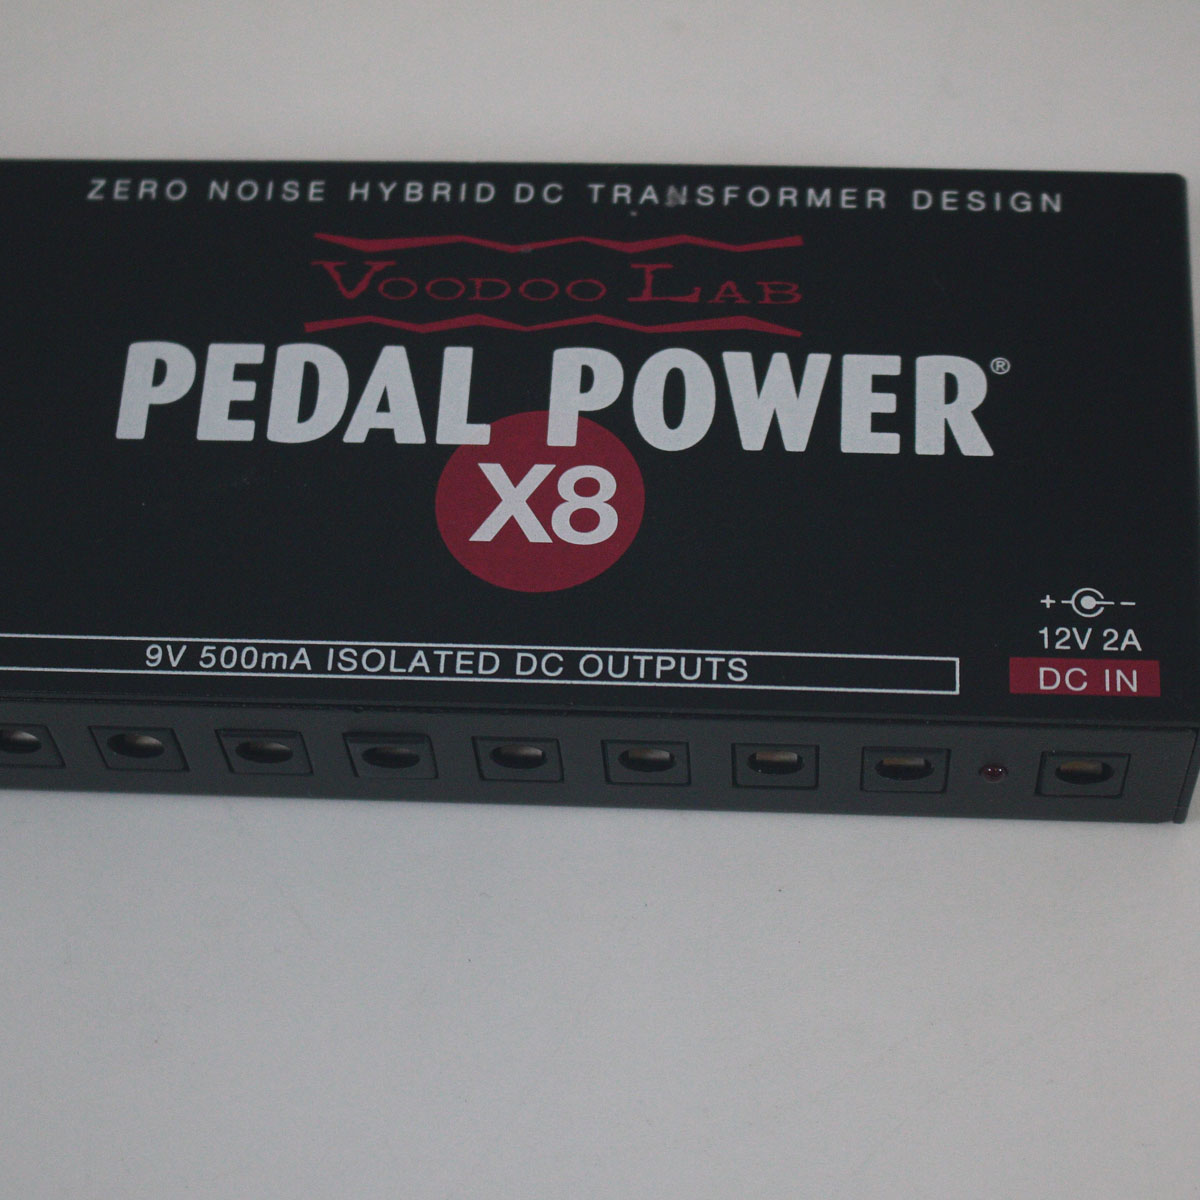 ZERO NOISE HYBRID DC TRANSFORMER DESIGN
VOODOO LAB
PEDAL POWER®
X8
+ -
12V 2A
9V 500mA ISOLATED DC OUTPUTS
DC IN